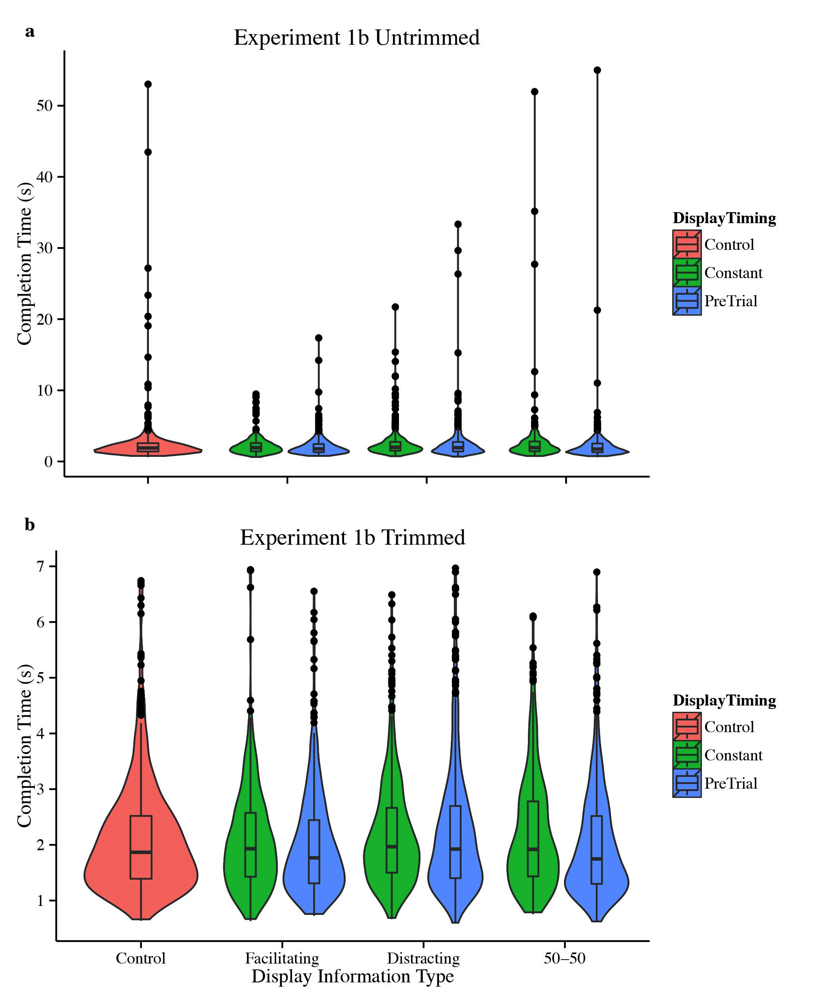 a
Experiment 1b Untrimmed
Completion Time (s)
50
40
30
20
10
0
DisplayTiming
Control
Constant
PreTrial
b
Experiment 1b Trimmed
Completion Time (s)
7
6
5
4
3
2
1
Control
Facilitating
Distracting
50−50
Display Information Type
DisplayTiming
Control
Constant
PreTrial